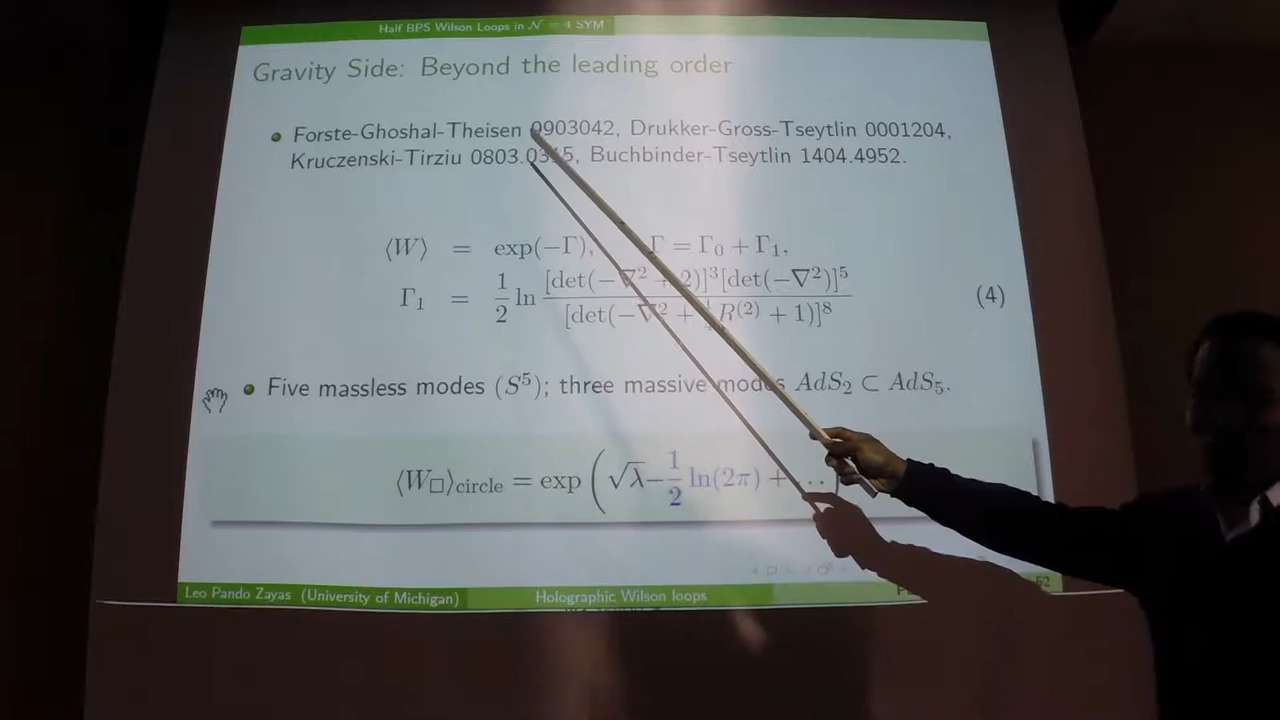 Half BPS Wilson Loops in 𝒩 = 4 SYM
Gravity Side: Beyond the leading order
Forste-Ghoshal-Theisen 0903042, Drukker-Gross-Tseytlin 0001204,
Kruczenski-Tirziu 0803.0315, Buchbinder-Tseytlin 1404.4952.
⟨W⟩ = exp(−Γ), Γ = Γ₀ + Γ₁,
Γ₁ = 1/2 ln [det(−∇² + 2)]³[det(−∇²)]⁵ / [det(−∇² + 1/4 R⁽²⁾ + 1)]⁸ (4)
Five massless modes (S⁵); three massive modes AdS₂ ⊂ AdS₅.
⟨W□⟩circle = exp(√λ − 1/2 ln(2π) + ...
Leo Pando Zayas (University of Michigan) Holographic Wilson loops